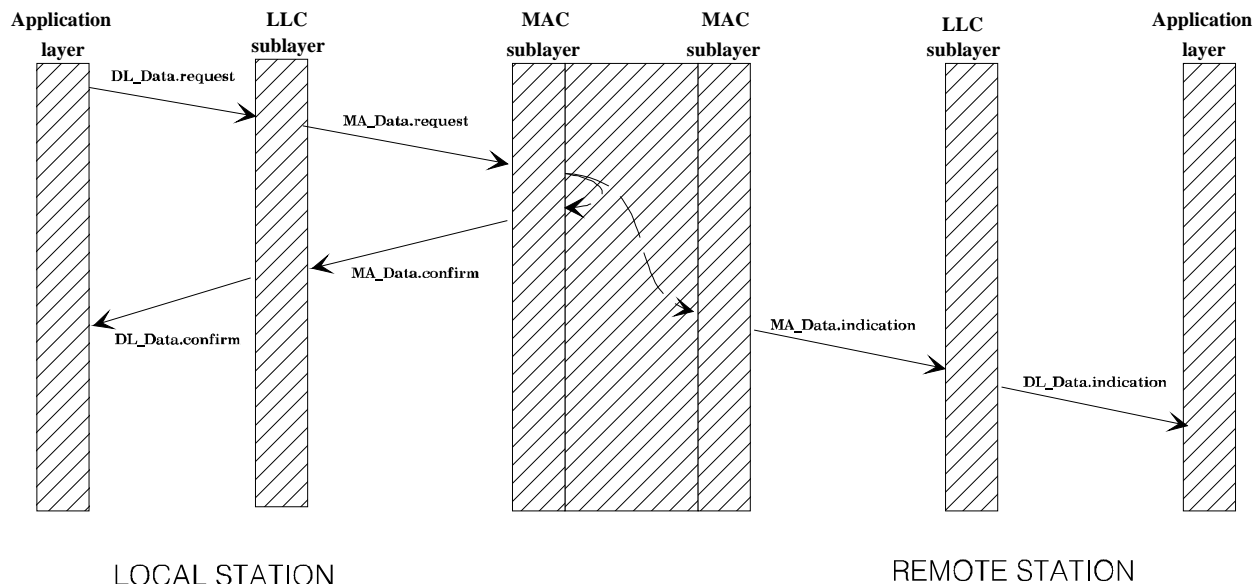 Application
layer
LLC
sublayer
MAC
sublayer
MAC
sublayer
LLC
sublayer
Application
layer
DL_Data.request
MA_Data.request
MA_Data.confirm
DL_Data.confirm
MA_Data.indication
DL_Data.indication
LOCAL STATION
REMOTE STATION